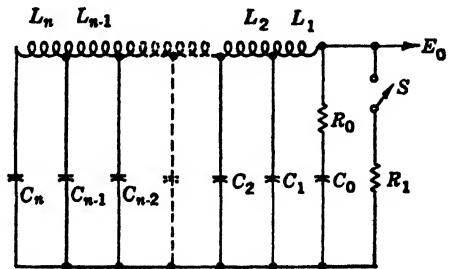 Lₙ Lₙ₋₁ L₂ L₁
E₀
S
R₀
Cₙ Cₙ₋₁ Cₙ₋₂ C₂ C₁ C₀ R₁